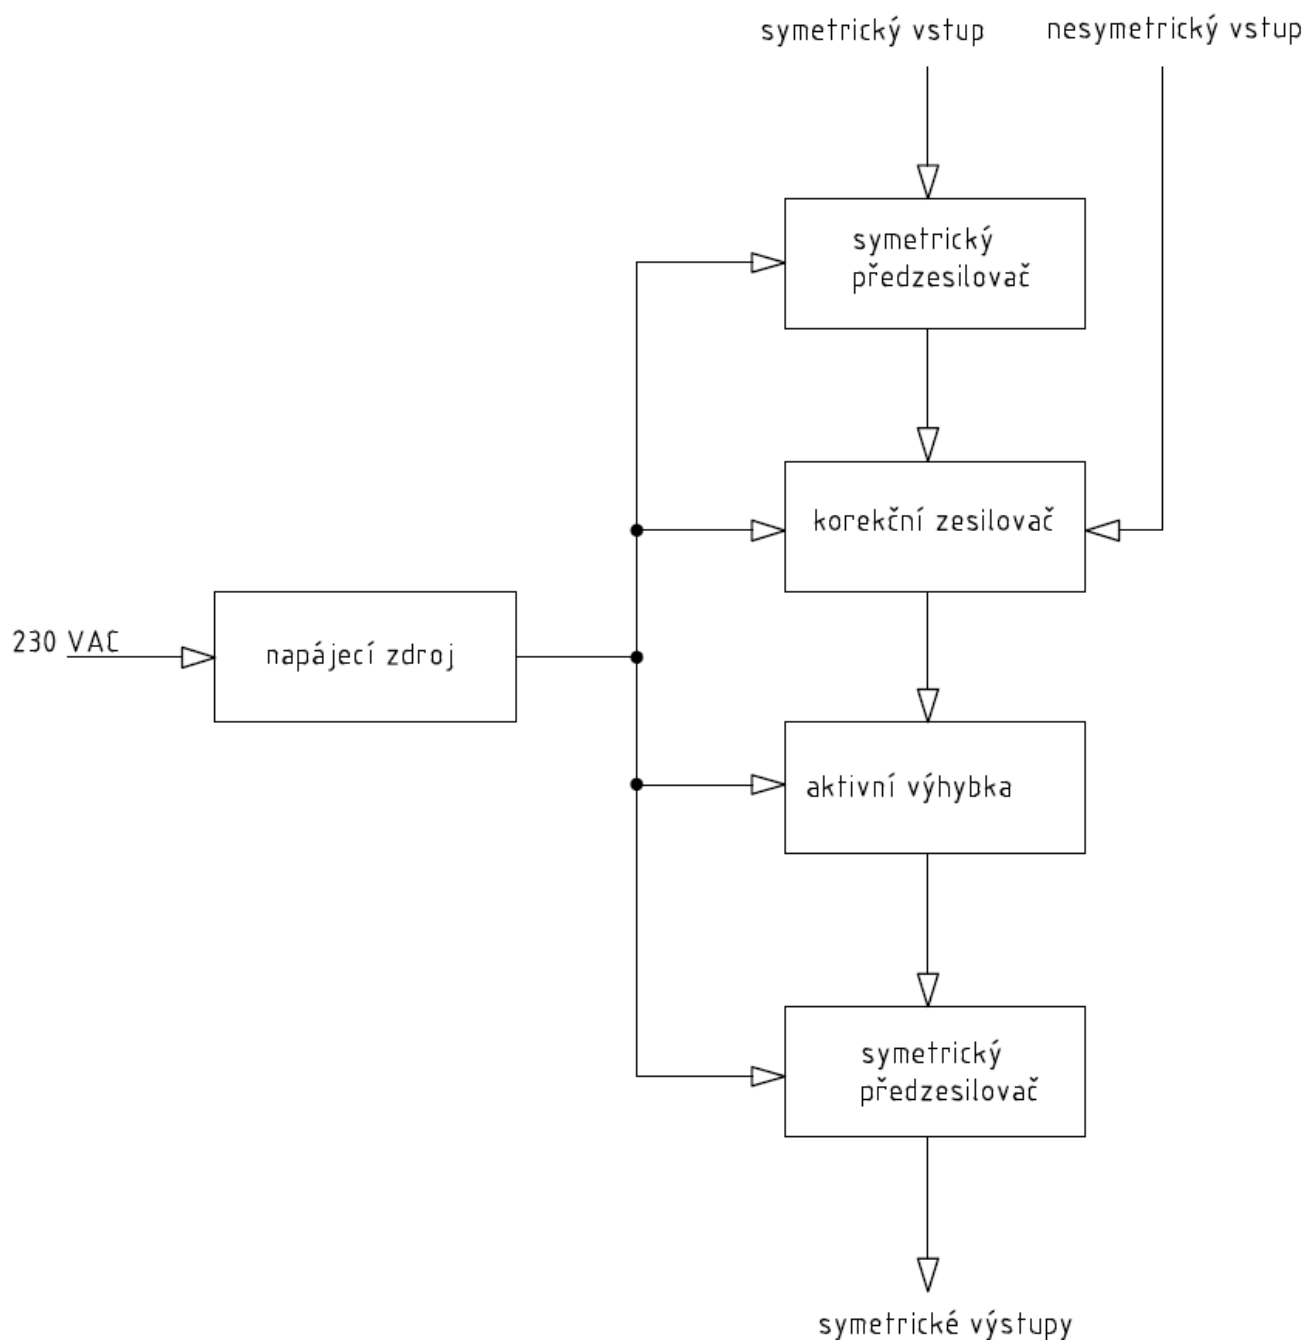 symetrický vstup
nesymetrický vstup
symetrický
předzesilovač
korekční zesilovač
230 VAC
napájecí zdroj
aktivní výhybka
symetrický
předzesilovač
symetrické výstupy